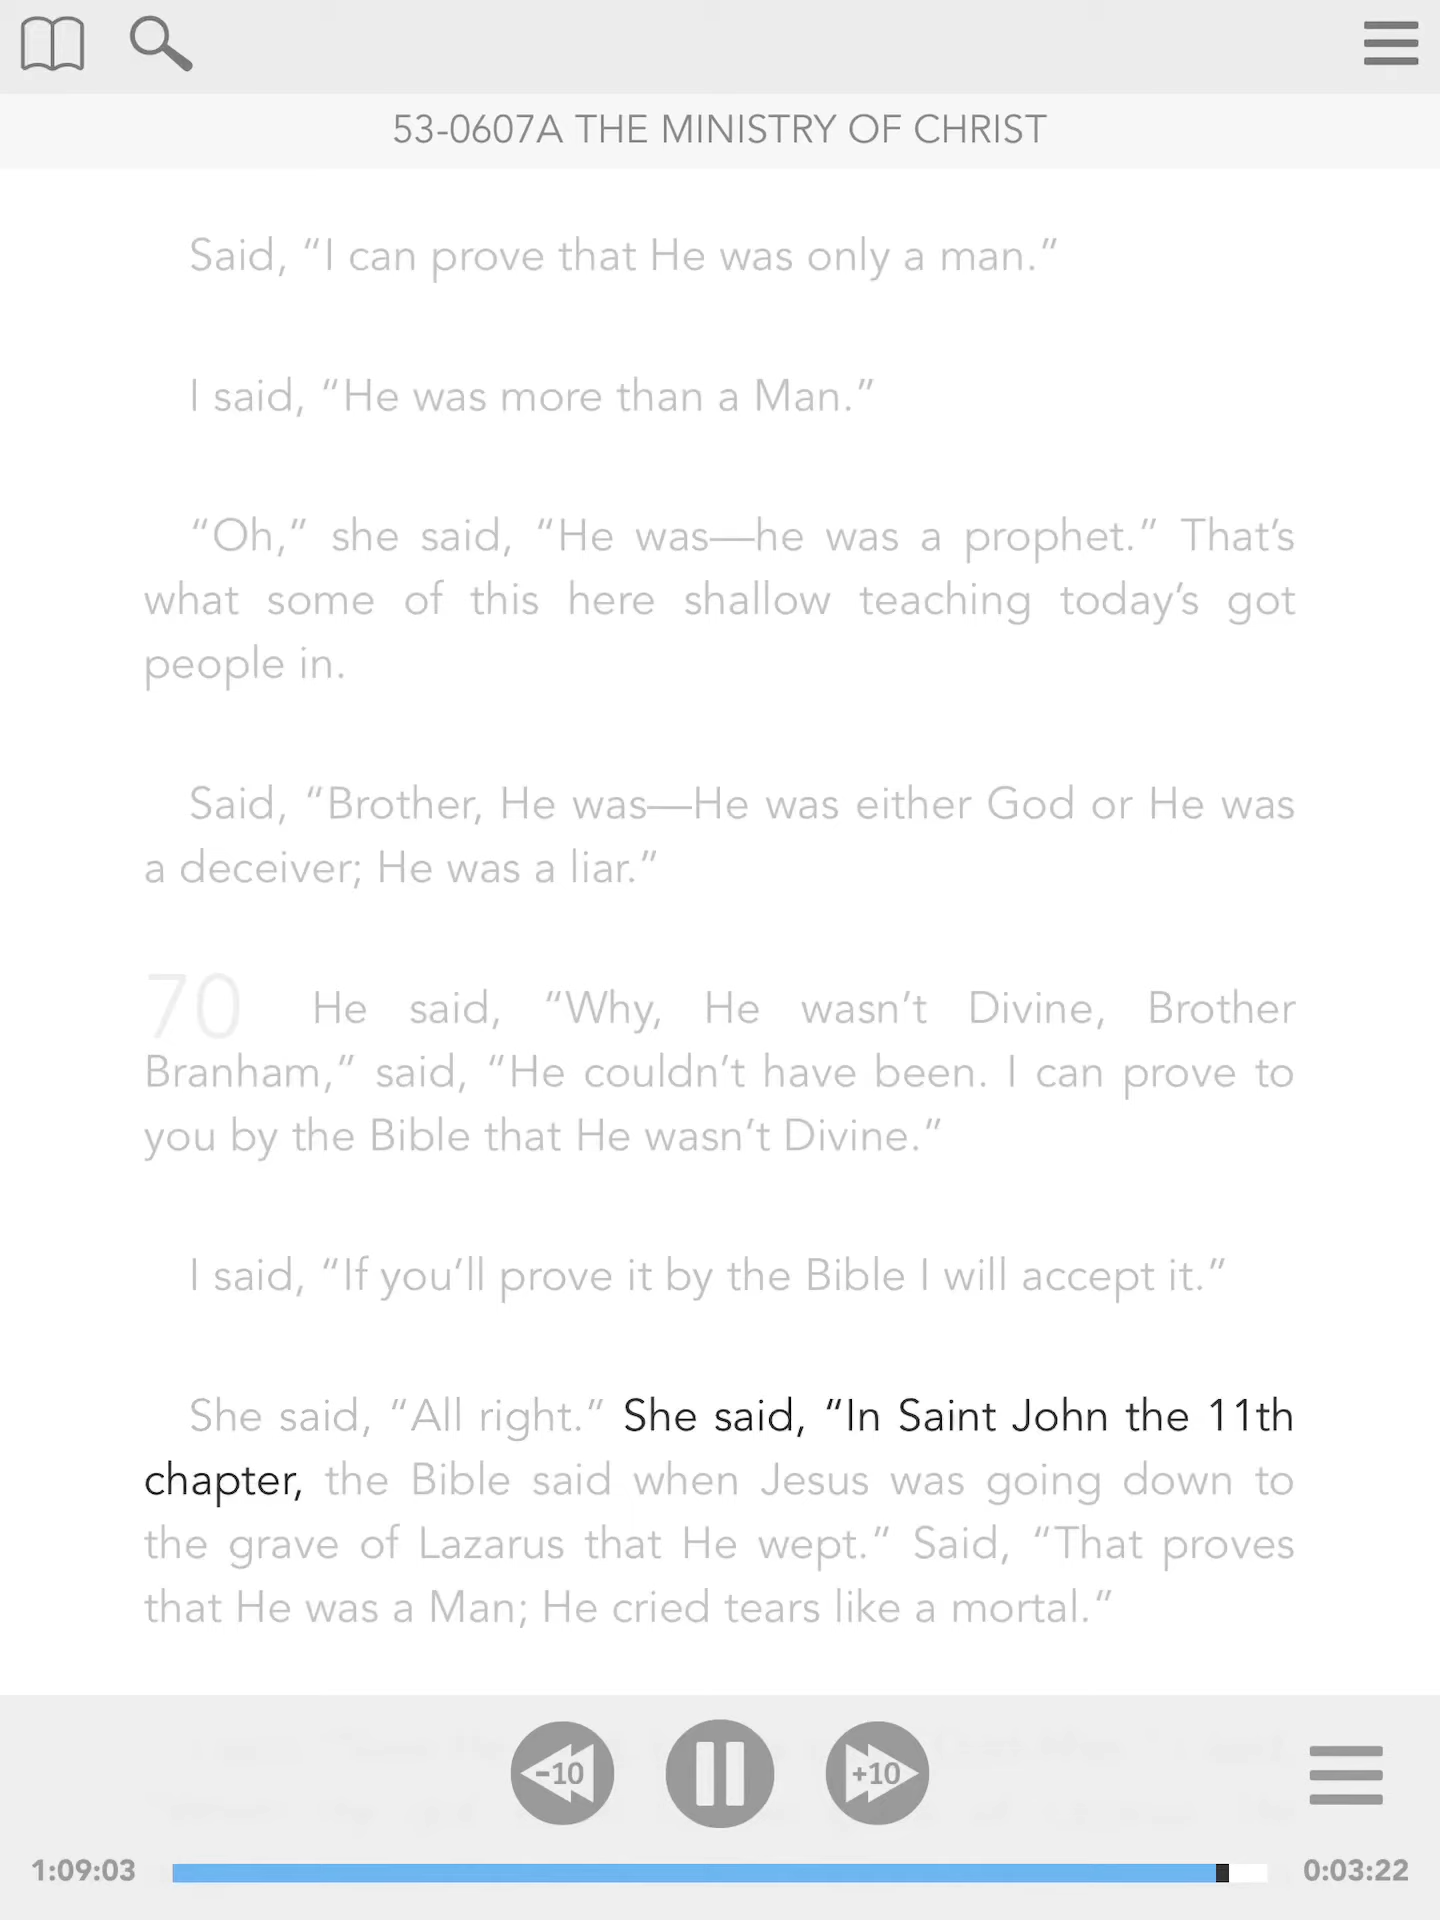 53-0607A THE MINISTRY OF CHRIST
Said, “I can prove that He was only a man.”
I said, “He was more than a Man.”
“Oh,” she said, “He was—he was a prophet.” That’s
what some of this here shallow teaching today’s got
people in.
Said, “Brother, He was—He was either God or He was
a deceiver; He was a liar.”
70 He said, “Why, He wasn’t Divine, Brother
Branham,” said, “He couldn’t have been. I can prove to
you by the Bible that He wasn’t Divine.”
I said, “If you’ll prove it by the Bible I will accept it.”
She said, “All right.” She said, “In Saint John the 11th
chapter, the Bible said when Jesus was going down to
the grave of Lazarus that He wept.” Said, “That proves
that He was a Man; He cried tears like a mortal.”
-10 +10
1:09:03 0:03:22